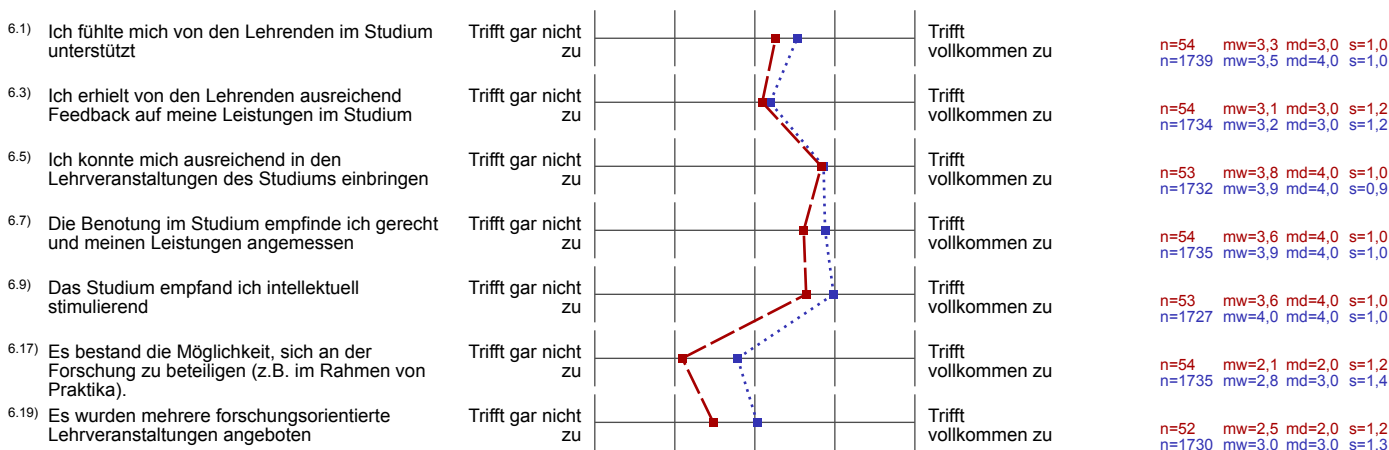 6.1) Ich fühlte mich von den Lehrenden im Studium
unterstützt
Trifft gar nicht
zu
Trifft
vollkommen zu
n=54 mw=3,3 md=3,0 s=1,0
n=1739 mw=3,5 md=4,0 s=1,0
6.3) Ich erhielt von den Lehrenden ausreichend
Feedback auf meine Leistungen im Studium
Trifft gar nicht
zu
Trifft
vollkommen zu
n=54 mw=3,1 md=3,0 s=1,2
n=1734 mw=3,2 md=3,0 s=1,2
6.5) Ich konnte mich ausreichend in den
Lehrveranstaltungen des Studiums einbringen
Trifft gar nicht
zu
Trifft
vollkommen zu
n=53 mw=3,8 md=4,0 s=1,0
n=1732 mw=3,9 md=4,0 s=0,9
6.7) Die Benotung im Studium empfinde ich gerecht
und meinen Leistungen angemessen
Trifft gar nicht
zu
Trifft
vollkommen zu
n=54 mw=3,6 md=4,0 s=1,0
n=1735 mw=3,9 md=4,0 s=1,0
6.9) Das Studium empfand ich intellektuell
stimulierend
Trifft gar nicht
zu
Trifft
vollkommen zu
n=53 mw=3,6 md=4,0 s=1,0
n=1727 mw=4,0 md=4,0 s=1,0
6.17) Es bestand die Möglichkeit, sich an der
Forschung zu beteiligen (z.B. im Rahmen von
Praktika).
Trifft gar nicht
zu
Trifft
vollkommen zu
n=54 mw=2,1 md=2,0 s=1,2
n=1735 mw=2,8 md=3,0 s=1,4
6.19) Es wurden mehrere forschungsorientierte
Lehrveranstaltungen angeboten
Trifft gar nicht
zu
Trifft
vollkommen zu
n=52 mw=2,5 md=2,0 s=1,2
n=1730 mw=3,0 md=3,0 s=1,3